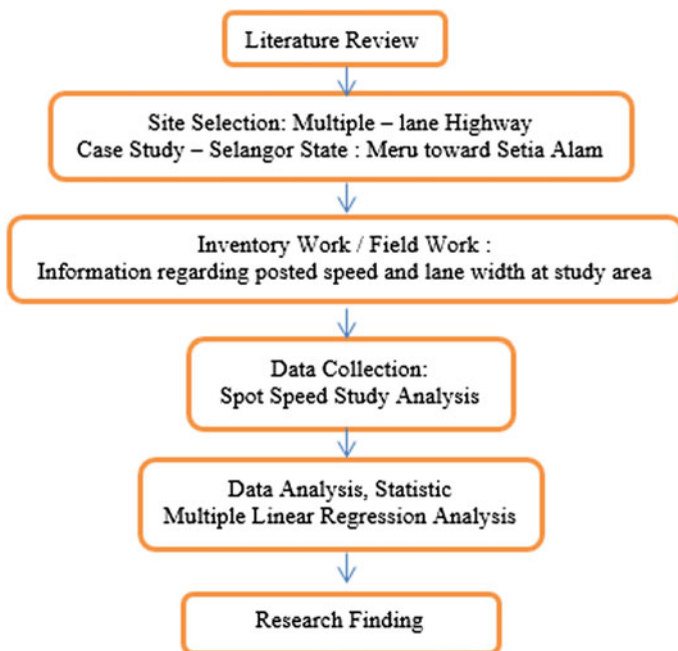 Literature Review
Site Selection: Multiple – lane Highway
Case Study – Selangor State : Meru toward Setia Alam
Inventory Work / Field Work :
Information regarding posted speed and lane width at study area
Data Collection:
Spot Speed Study Analysis
Data Analysis, Statistic
Multiple Linear Regression Analysis
Research Finding